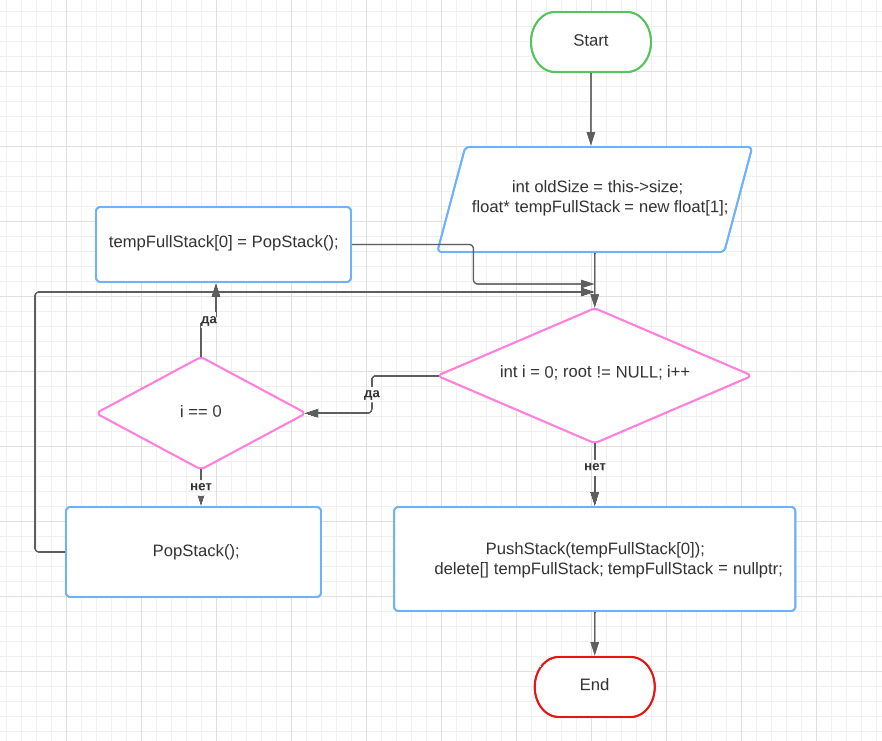 Start
int oldSize = this->size;
float* tempFullStack = new float[1];
tempFullStack[0] = PopStack();
да
int i = 0; root != NULL; i++
да
i == 0
нет
нет
PopStack();
PushStack(tempFullStack[0]);
delete[] tempFullStack; tempFullStack = nullptr;
End